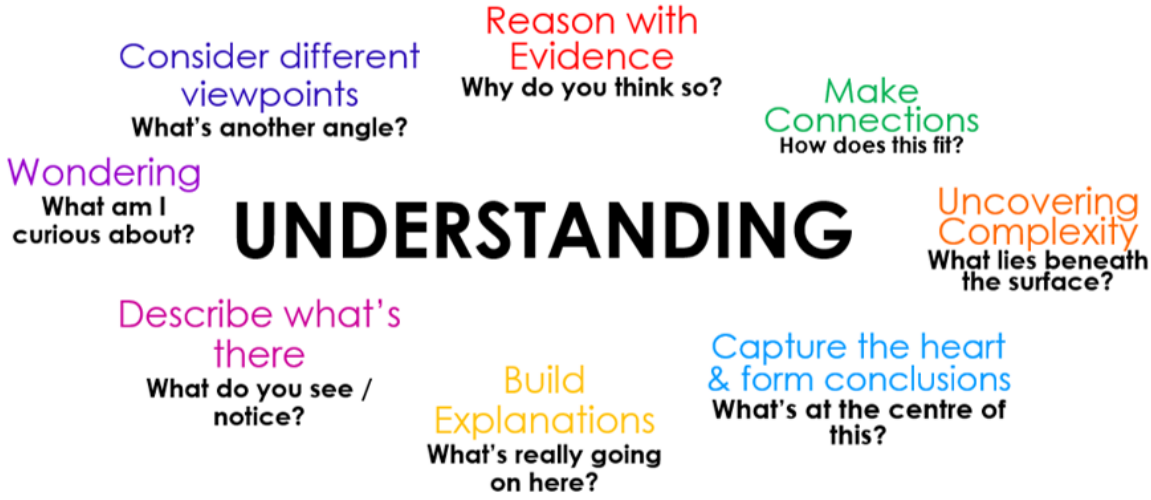 Reason with
Evidence
Why do you think so?
Consider different
viewpoints
What's another angle?
Make
Connections
How does this fit?
Wondering
What am I
curious about?
UNDERSTANDING
Uncovering
Complexity
What lies beneath
the surface?
Describe what's
there
What do you see /
notice?
Build
Explanations
What's really going
on here?
Capture the heart
& form conclusions
What's at the centre of
this?